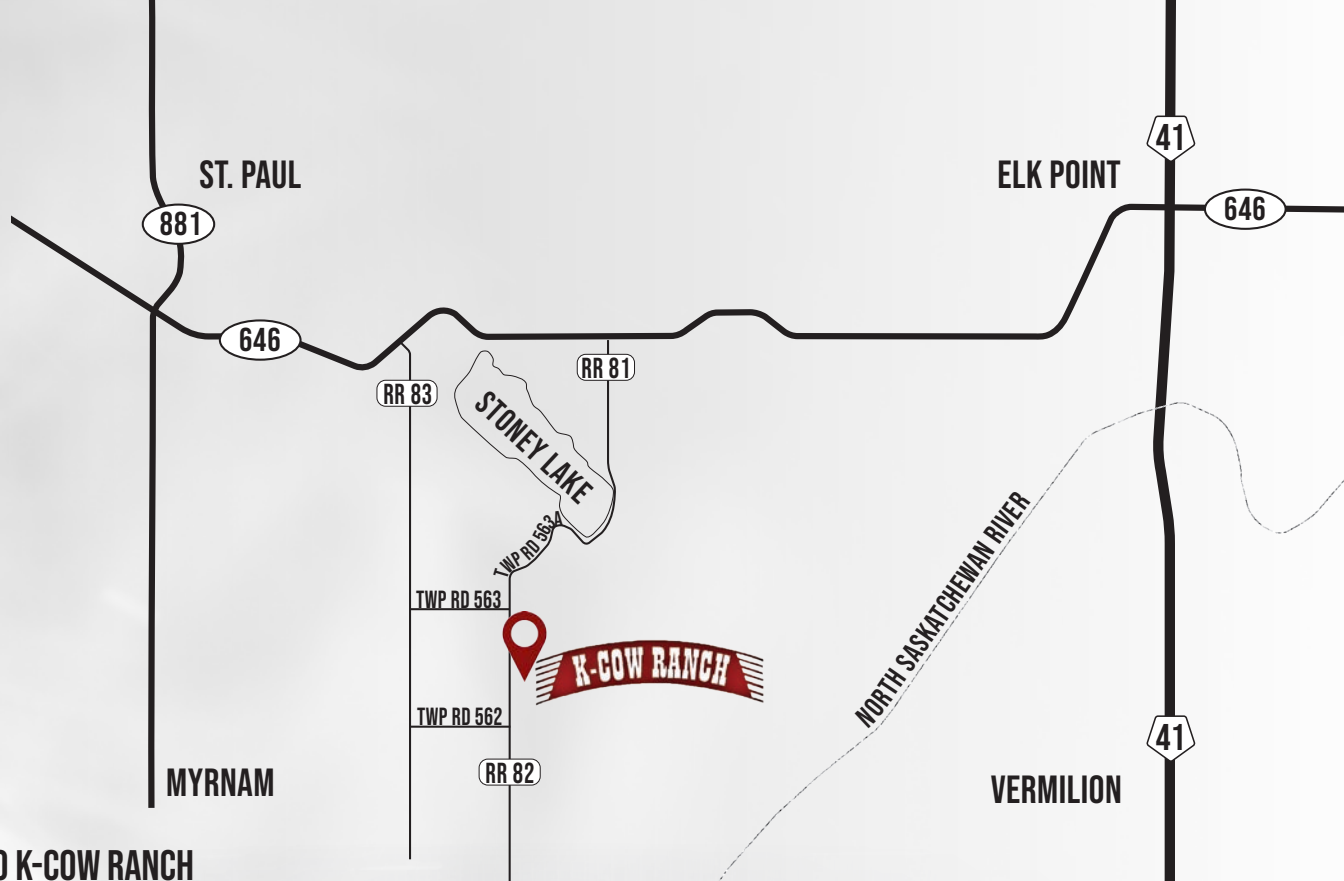 41
ST. PAUL
ELK POINT
881
646
646
RR 81
RR 83
STONEY LAKE
TWP RD 563A
NORTH SASKATCHEWAN RIVER
TWP RD 563
K-COW RANCH
TWP RD 562
41
RR 82
MYRNAM
VERMILION
K-COW RANCH